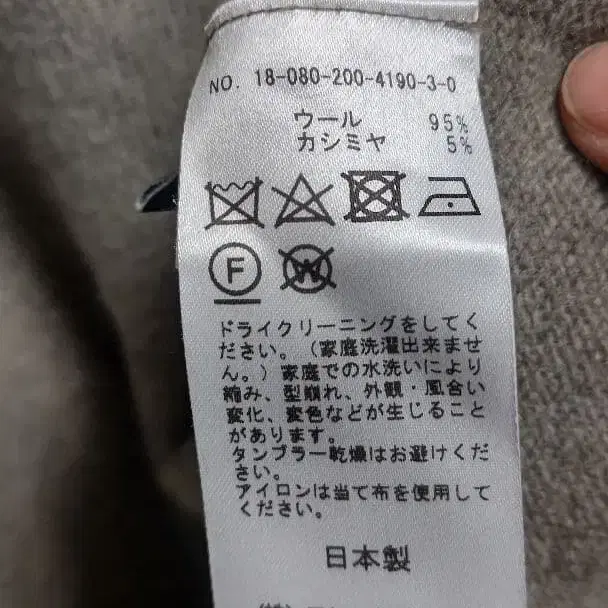 NO. 18-080-200-4190-3-0
ウール 95%
カシミヤ 5%
F W
ドライクリーニングをしてく
ださい。（家庭洗濯出来ませ
ん。）家庭での水洗いにより
縮み、型崩れ、外観・風合い
変化、変色などが生じること
があります。
タンブラー乾燥はお避けくだ
さい。
アイロンは当て布を使用して
ください。
日本製